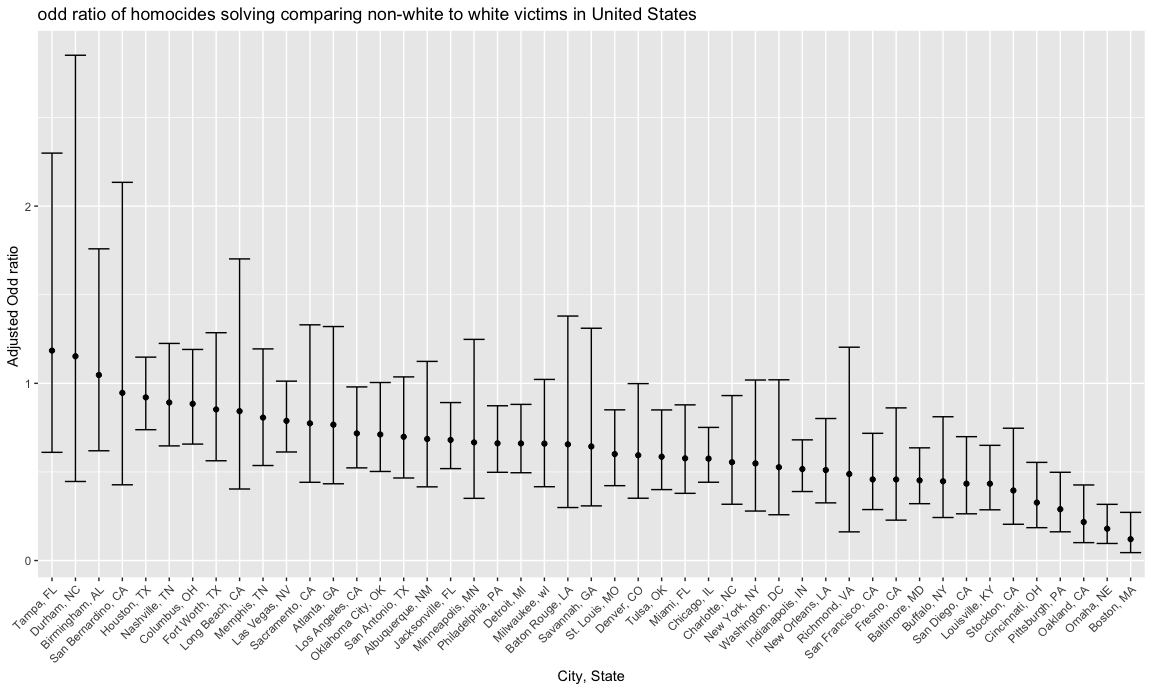 odd ratio of homocides solving comparing non-white to white victims in United States
Adjusted Odd ratio
2
1
0
Tampa, FL
Durham, NC
Birmingham, AL
San Bernardino, CA
Houston, TX
Nashville, TN
Columbus, OH
Fort Worth, TX
Long Beach, CA
Memphis, TN
Las Vegas, NV
Sacramento, CA
Atlanta, GA
Los Angeles, CA
Oklahoma City, OK
San Antonio, TX
Albuquerque, NM
Jacksonville, FL
Minneapolis, MN
Philadelphia, PA
Detroit, MI
Milwaukee, wI
Baton Rouge, LA
Savannah, GA
St. Louis, MO
Denver, CO
Tulsa, OK
Miami, FL
Chicago, IL
Charlotte, NC
New York, NY
Washington, DC
Indianapolis, IN
New Orleans, LA
Richmond, VA
San Francisco, CA
Fresno, CA
Baltimore, MD
Buffalo, NY
San Diego, CA
Louisville, KY
Stockton, CA
Cincinnati, OH
Pittsburgh, PA
Oakland, CA
Omaha, NE
Boston, MA
City, State